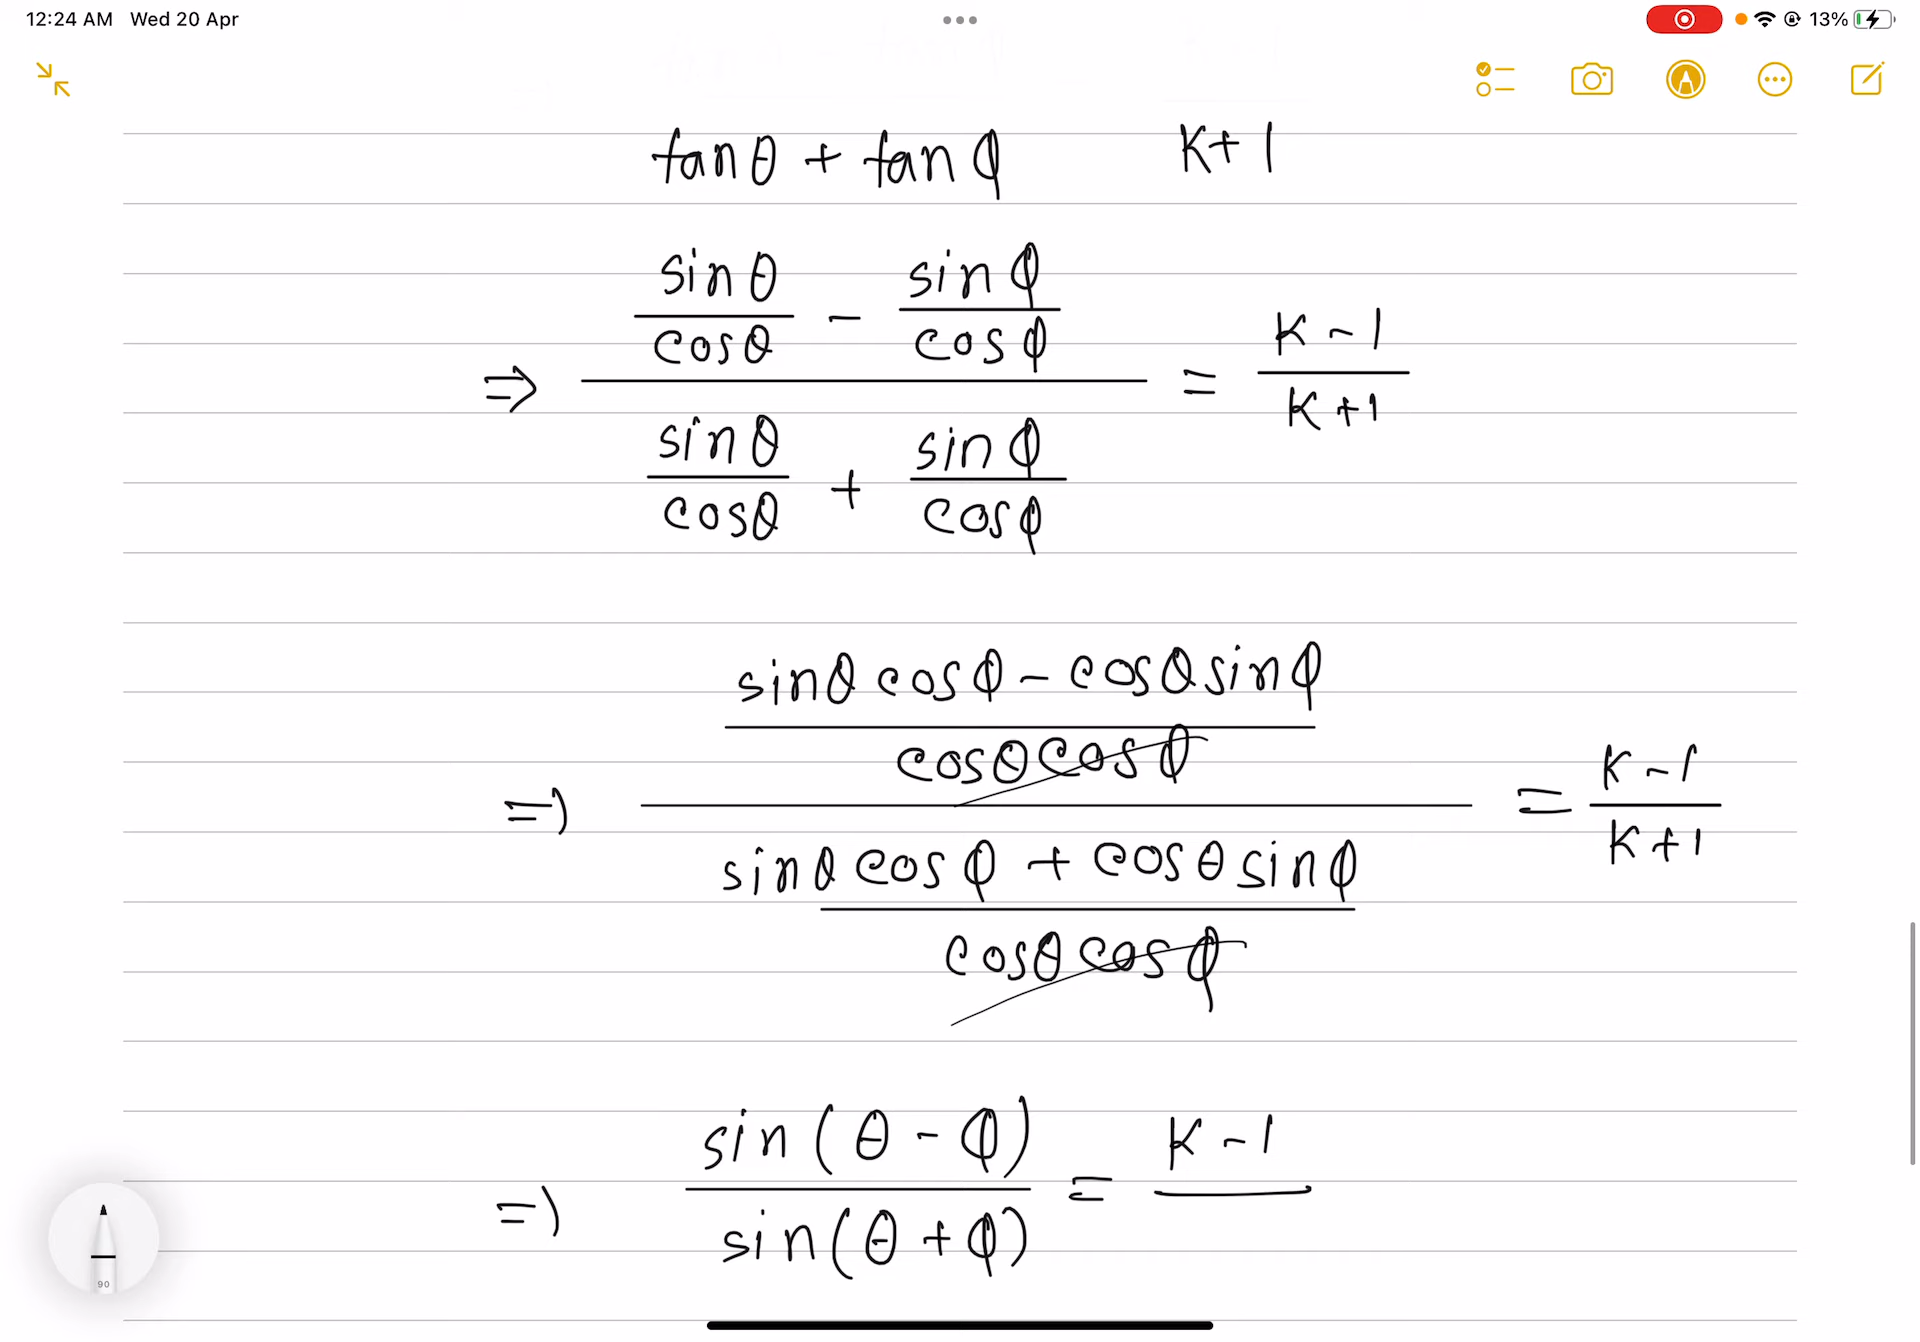 12:24 AM Wed 20 Apr 13%
tanθ + tanϕ K+1
sinθ sinϕ
— − — K−1
cosθ cosϕ
⇒ ——— = —
sinθ sinϕ K+1
— + —
cosθ cosϕ
sinθ cosϕ − cosθ sinϕ
cosθ cosϕ K−1
⇒ ——— = —
sinθ cosϕ + cosθ sinϕ K+1
cosθ cosϕ
sin(θ−ϕ) K−1
⇒ — = —
sin(θ+ϕ)
90